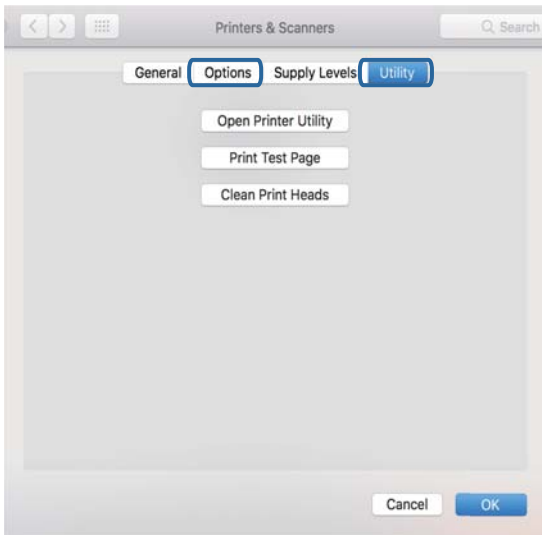 Printers & Scanners Search
General Options Supply Levels Utility
Open Printer Utility
Print Test Page
Clean Print Heads
Cancel OK